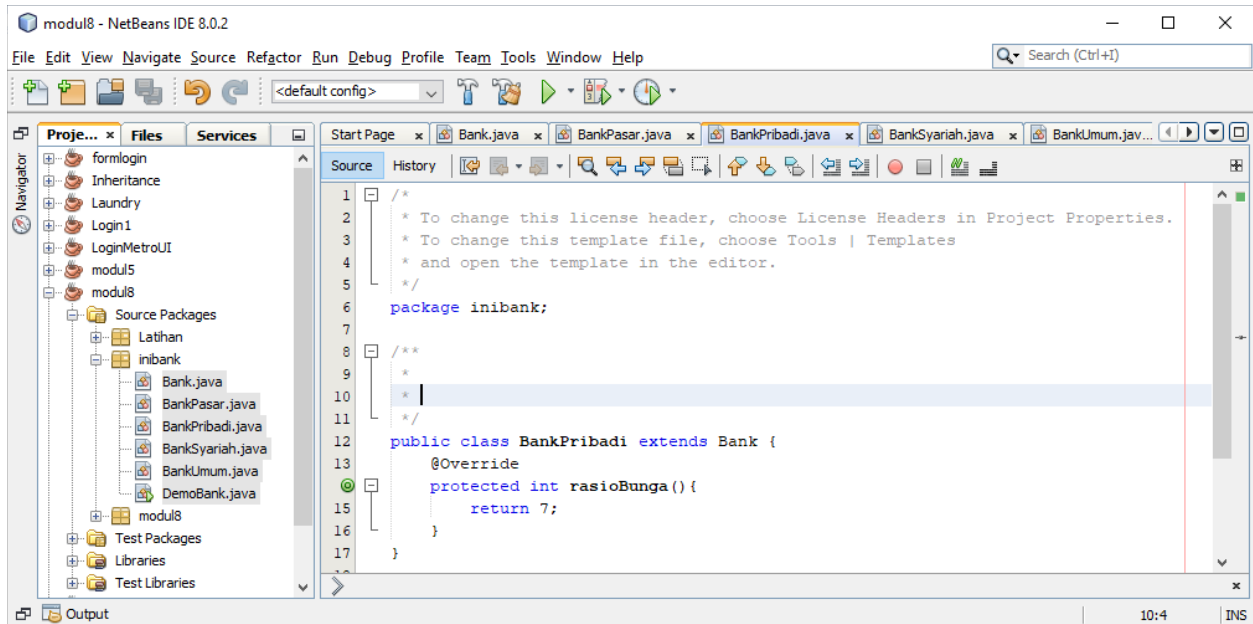 modul8 - NetBeans IDE 8.0.2
File Edit View Navigate Source Refactor Run Debug Profile Team Tools Window Help
Search (Ctrl+I)
<default config>
Proje... Files Services
Start Page Bank.java BankPasar.java BankPribadi.java BankSyariah.java BankUmum.jav...
Navigator
formlogin
Inheritance
Laundry
Login1
LoginMetroUI
modul5
modul8
Source Packages
Latihan
inibank
Bank.java
BankPasar.java
BankPribadi.java
BankSyariah.java
BankUmum.java
DemoBank.java
modul8
Test Packages
Libraries
Test Libraries
Source History
1 /*
2 * To change this license header, choose License Headers in Project Properties.
3 * To change this template file, choose Tools | Templates
4 * and open the template in the editor.
5 */
6 package inibank;
7
8 /**
9 *
10 *
11 */
12 public class BankPribadi extends Bank {
13 @Override
protected int rasioBunga(){
15 return 7;
16 }
17 }
Output
10:4 INS